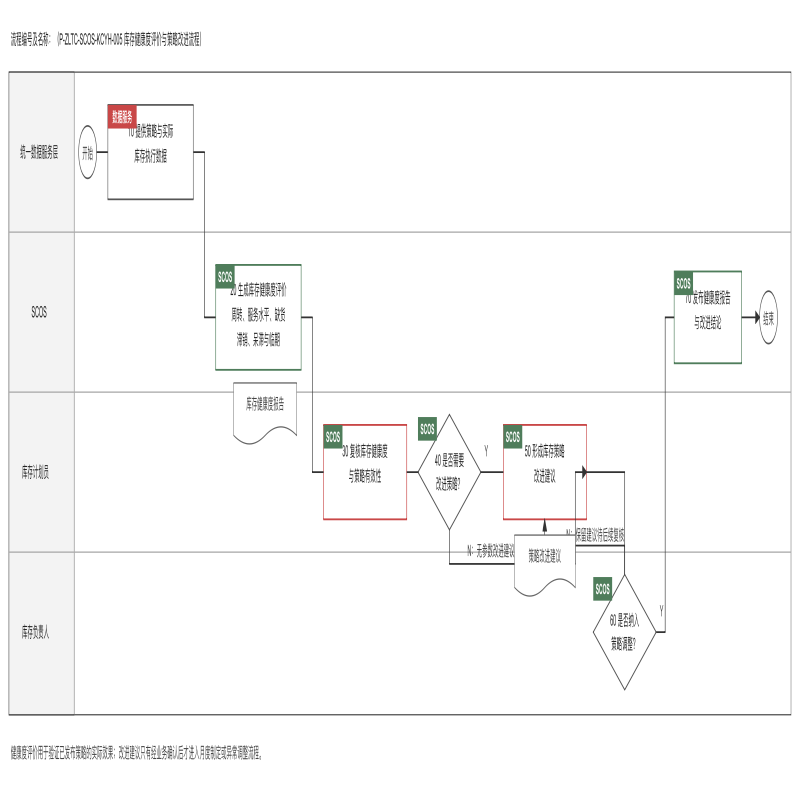 流程编号及名称：（P-ZLTC-SCOS-KCYH-005 库存健康度评价与策略改进流程）
统一数据服务层
开始
数据服务
10 提供策略与实际
库存执行数据
SCOS
SCOS
20 生成库存健康度评价
周转、服务水平、缺货
滞销、呆滞与临期
SCOS
70 发布健康度报告
与改进结论
结束
库存健康度报告
库存计划员
SCOS
30 复核库存健康度
与策略有效性
SCOS
40 是否需要
改进策略?
Y
SCOS
50 形成库存策略
改进建议
N：无参数改进建议
策略改进建议
N：保留建议待后续复核
库存负责人
SCOS
60 是否纳入
策略调整?
Y
健康度评价用于验证已发布策略的实际效果；改进建议只有经业务确认后才进入月度制定或异常调整流程。